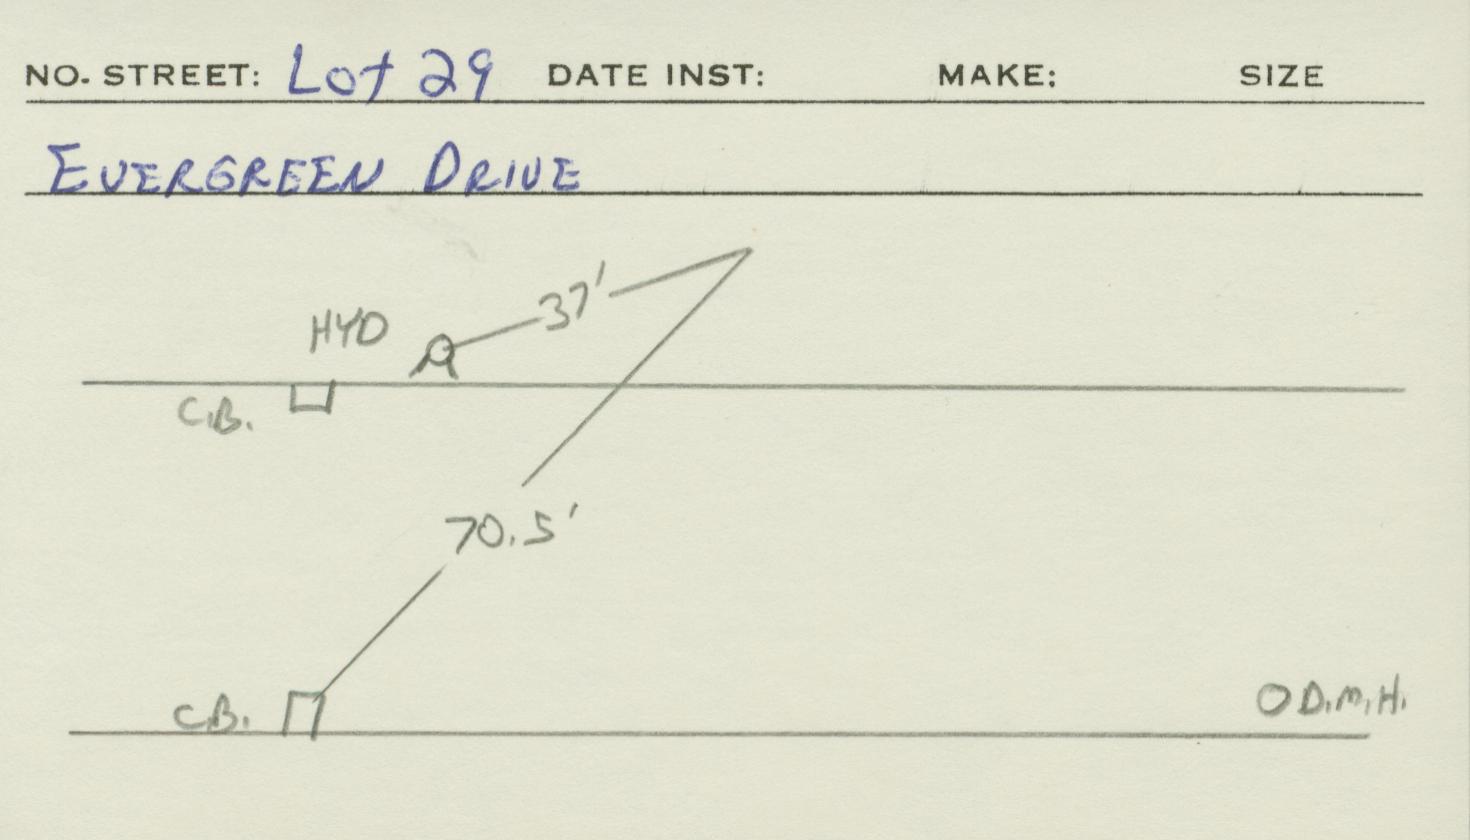 NO. STREET: Lot 29 DATE INST: MAKE: SIZE
EVERGREEN DRIVE
37'
HYD
C.B.
70.5'
C.B.
D.M.H.